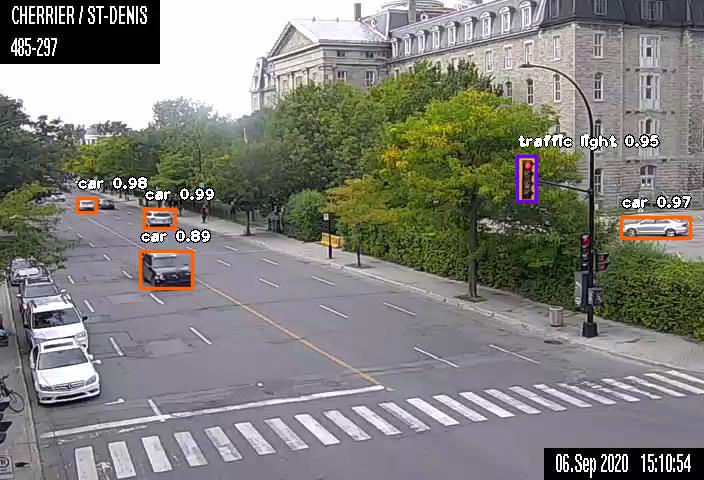 CHERRIER / ST-DENIS
485-297
traffic light 0.95
car 0.98
car 0.99
car 0.97
car 0.89
06.Sep 2020 15:10:54